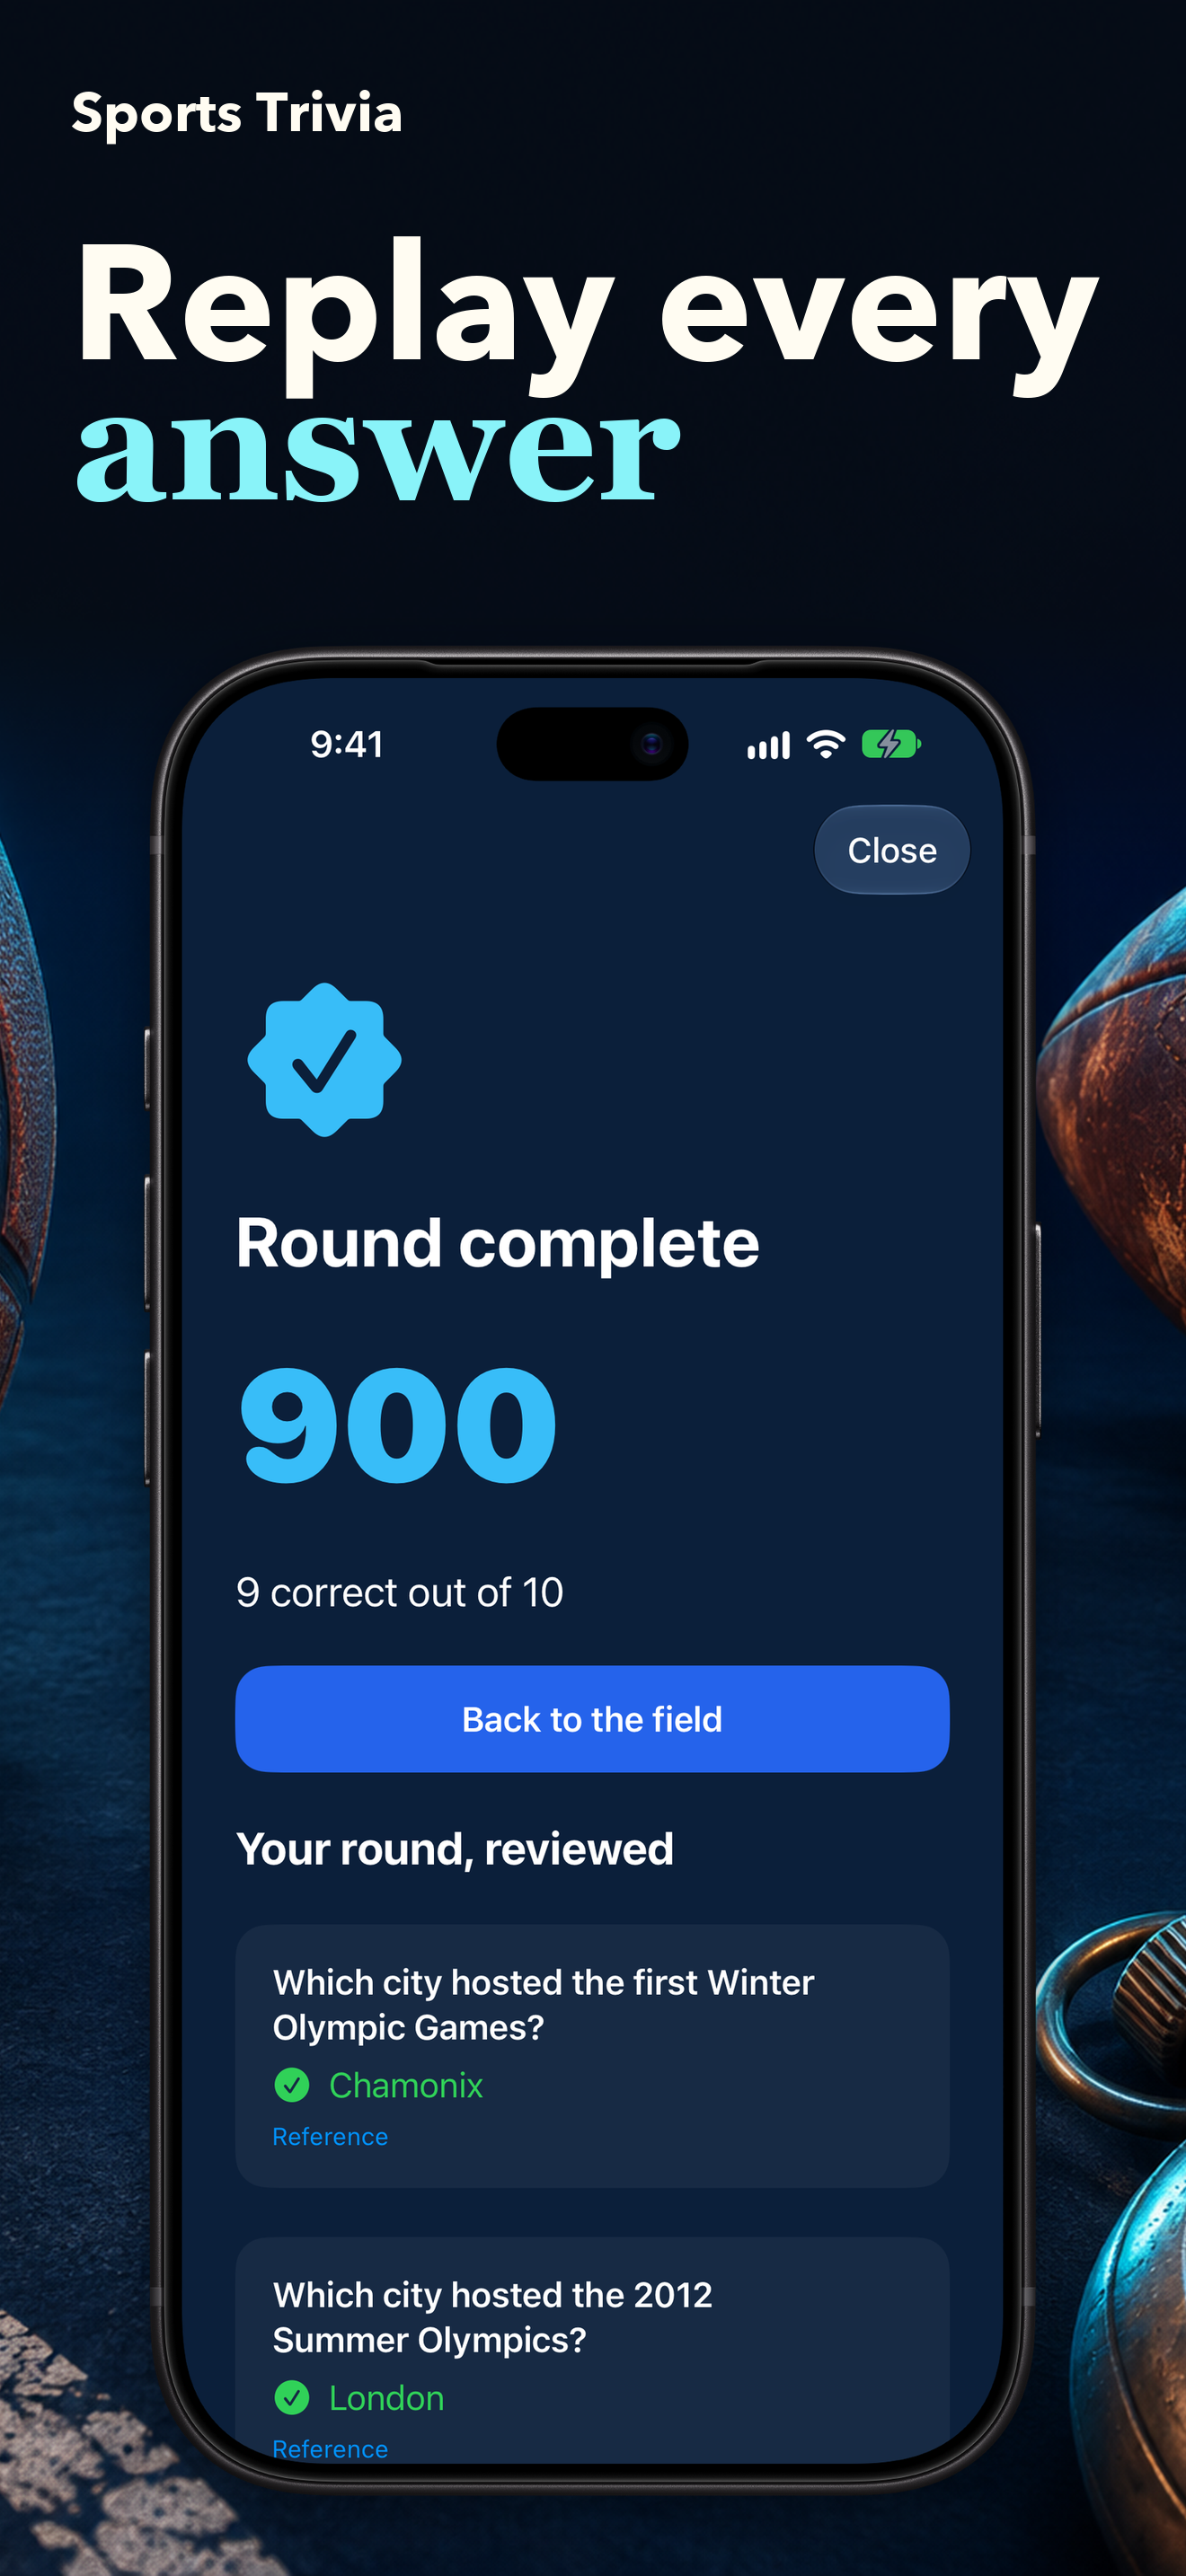 Sports Trivia
Replay every
answer
9:41
Close
Round complete
900
9 correct out of 10
Back to the field
Your round, reviewed
Which city hosted the first Winter
Olympic Games?
Chamonix
Reference
Which city hosted the 2012
Summer Olympics?
London
Reference